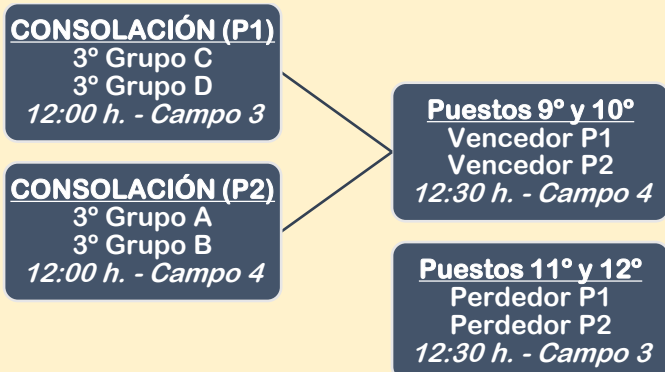 CONSOLACIÓN (P1)
3º Grupo C
3º Grupo D
12:00 h. - Campo 3
CONSOLACIÓN (P2)
3º Grupo A
3º Grupo B
12:00 h. - Campo 4
Puestos 9º y 10º
Vencedor P1
Vencedor P2
12:30 h. - Campo 4
Puestos 11º y 12º
Perdedor P1
Perdedor P2
12:30 h. - Campo 3